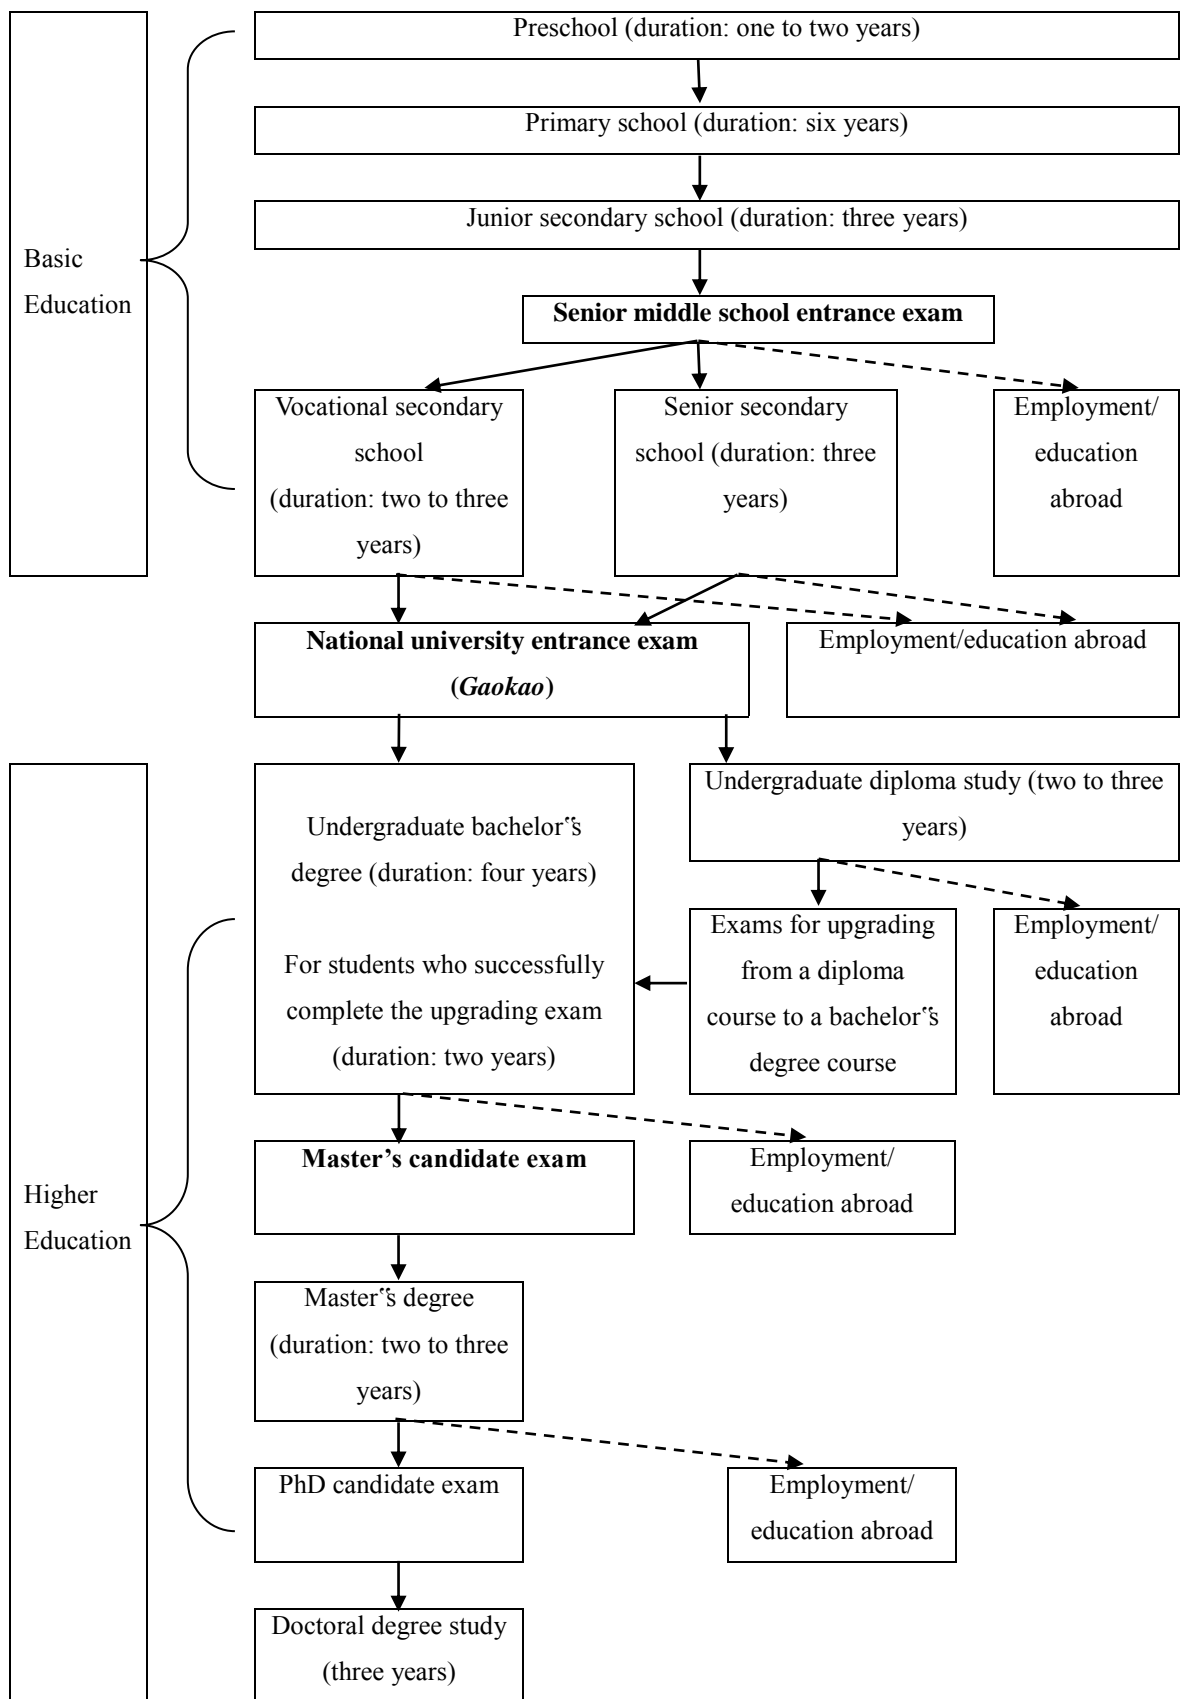 Preschool (duration: one to two years)
Primary school (duration: six years)
Junior secondary school (duration: three years)
Basic
Education
Senior middle school entrance exam
Vocational secondary
school
(duration: two to three
years)
Senior secondary
school (duration: three
years)
Employment/
education
abroad
National university entrance exam
(Gaokao)
Employment/education abroad
Undergraduate bachelor‟s
degree (duration: four years)
For students who successfully
complete the upgrading exam
(duration: two years)
Undergraduate diploma study (two to three
years)
Exams for upgrading
from a diploma
course to a bachelor‟s
degree course
Employment/
education
abroad
Higher
Education
Master’s candidate exam
Employment/
education abroad
Master‟s degree
(duration: two to three
years)
PhD candidate exam
Employment/
education abroad
Doctoral degree study
(three years)